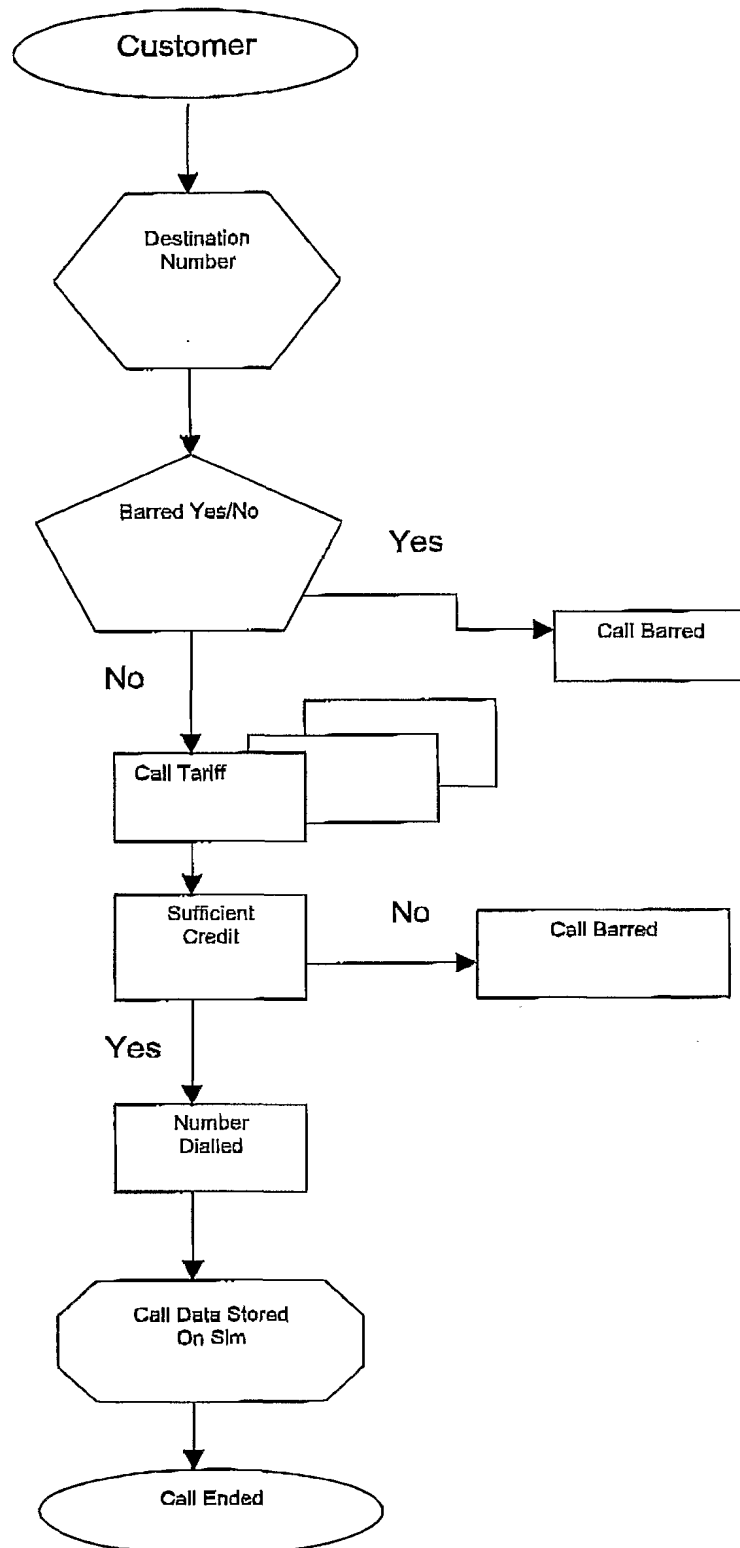 Customer
Destination
Number
Barred Yes/No
Yes
Call Barred
No
Call Tariff
Sufficient
Credit
No
Call Barred
Yes
Number
Dialled
Call Data Stored
On Sim
Call Ended